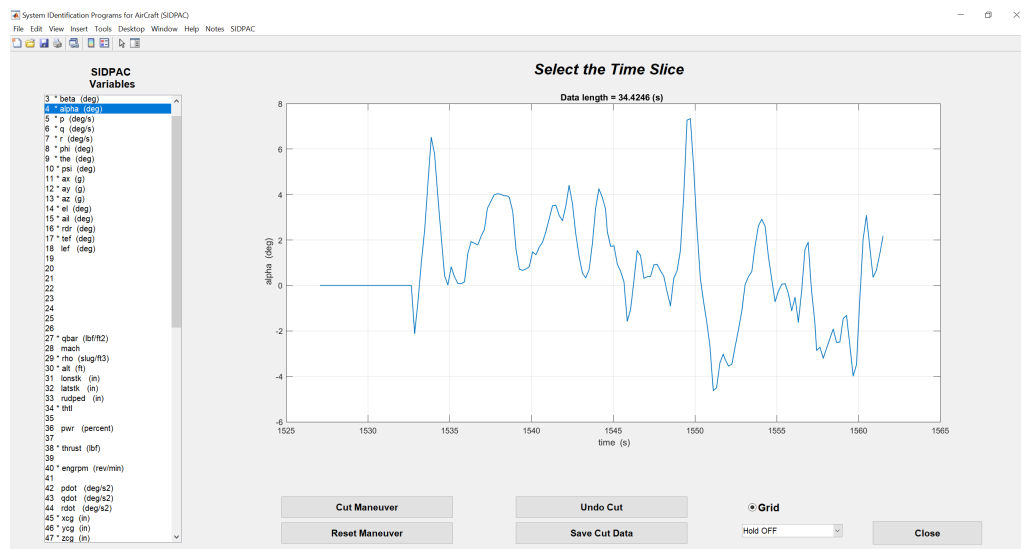 System IDentification Programs for AirCraft (SIDPAC)
File Edit View Insert Tools Desktop Window Help Notes SIDPAC
SIDPAC
Variables
3 * beta (deg)
4 * alpha (deg)
5 * p (deg/s)
6 * q (deg/s)
7 * r (deg/s)
8 * phi (deg)
9 * the (deg)
10 * psi (deg)
11 * ax (g)
12 * ay (g)
13 * az (g)
14 * el (deg)
15 * ail (deg)
16 * rdr (deg)
17 * tef (deg)
18 lef (deg)
19
20
21
22
23
24
25
26
27 * qbar (lbf/ft2)
28 mach
29 * rho (slug/ft3)
30 * alt (ft)
31 lonstk (in)
32 latstk (in)
33 rudped (in)
34 * thtl
35
36 pwr (percent)
37
38 * thrust (lbf)
39
40 * engrpm (rev/min)
41
42 pdot (deg/s2)
43 qdot (deg/s2)
44 rdot (deg/s2)
45 * xcg (in)
46 * ycg (in)
47 * zcg (in)
Select the Time Slice
Data length = 34.4246 (s)
8
6
4
2
0
-2
-4
-6
alpha (deg)
1525 1530 1535 1540 1545 1550 1555 1560 1565
time (s)
Cut Maneuver
Undo Cut
Grid
Reset Maneuver
Save Cut Data
Hold OFF
Close